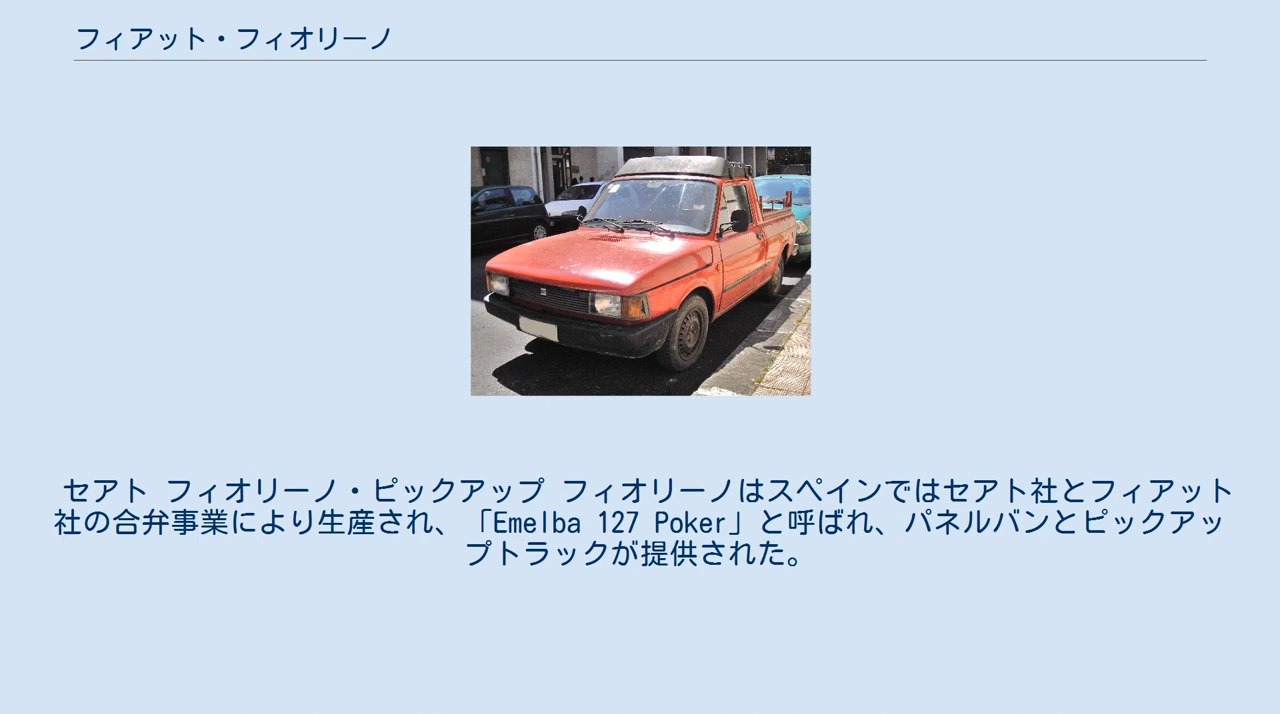 フィアット・フィオリーノ
セアト フィオリーノ・ピックアップ フィオリーノはスペインではセアト社とフィアット
社の合弁事業により生産され、「Emelba 127 Poker」と呼ばれ、パネルバンとピックアッ
プトラックが提供された。